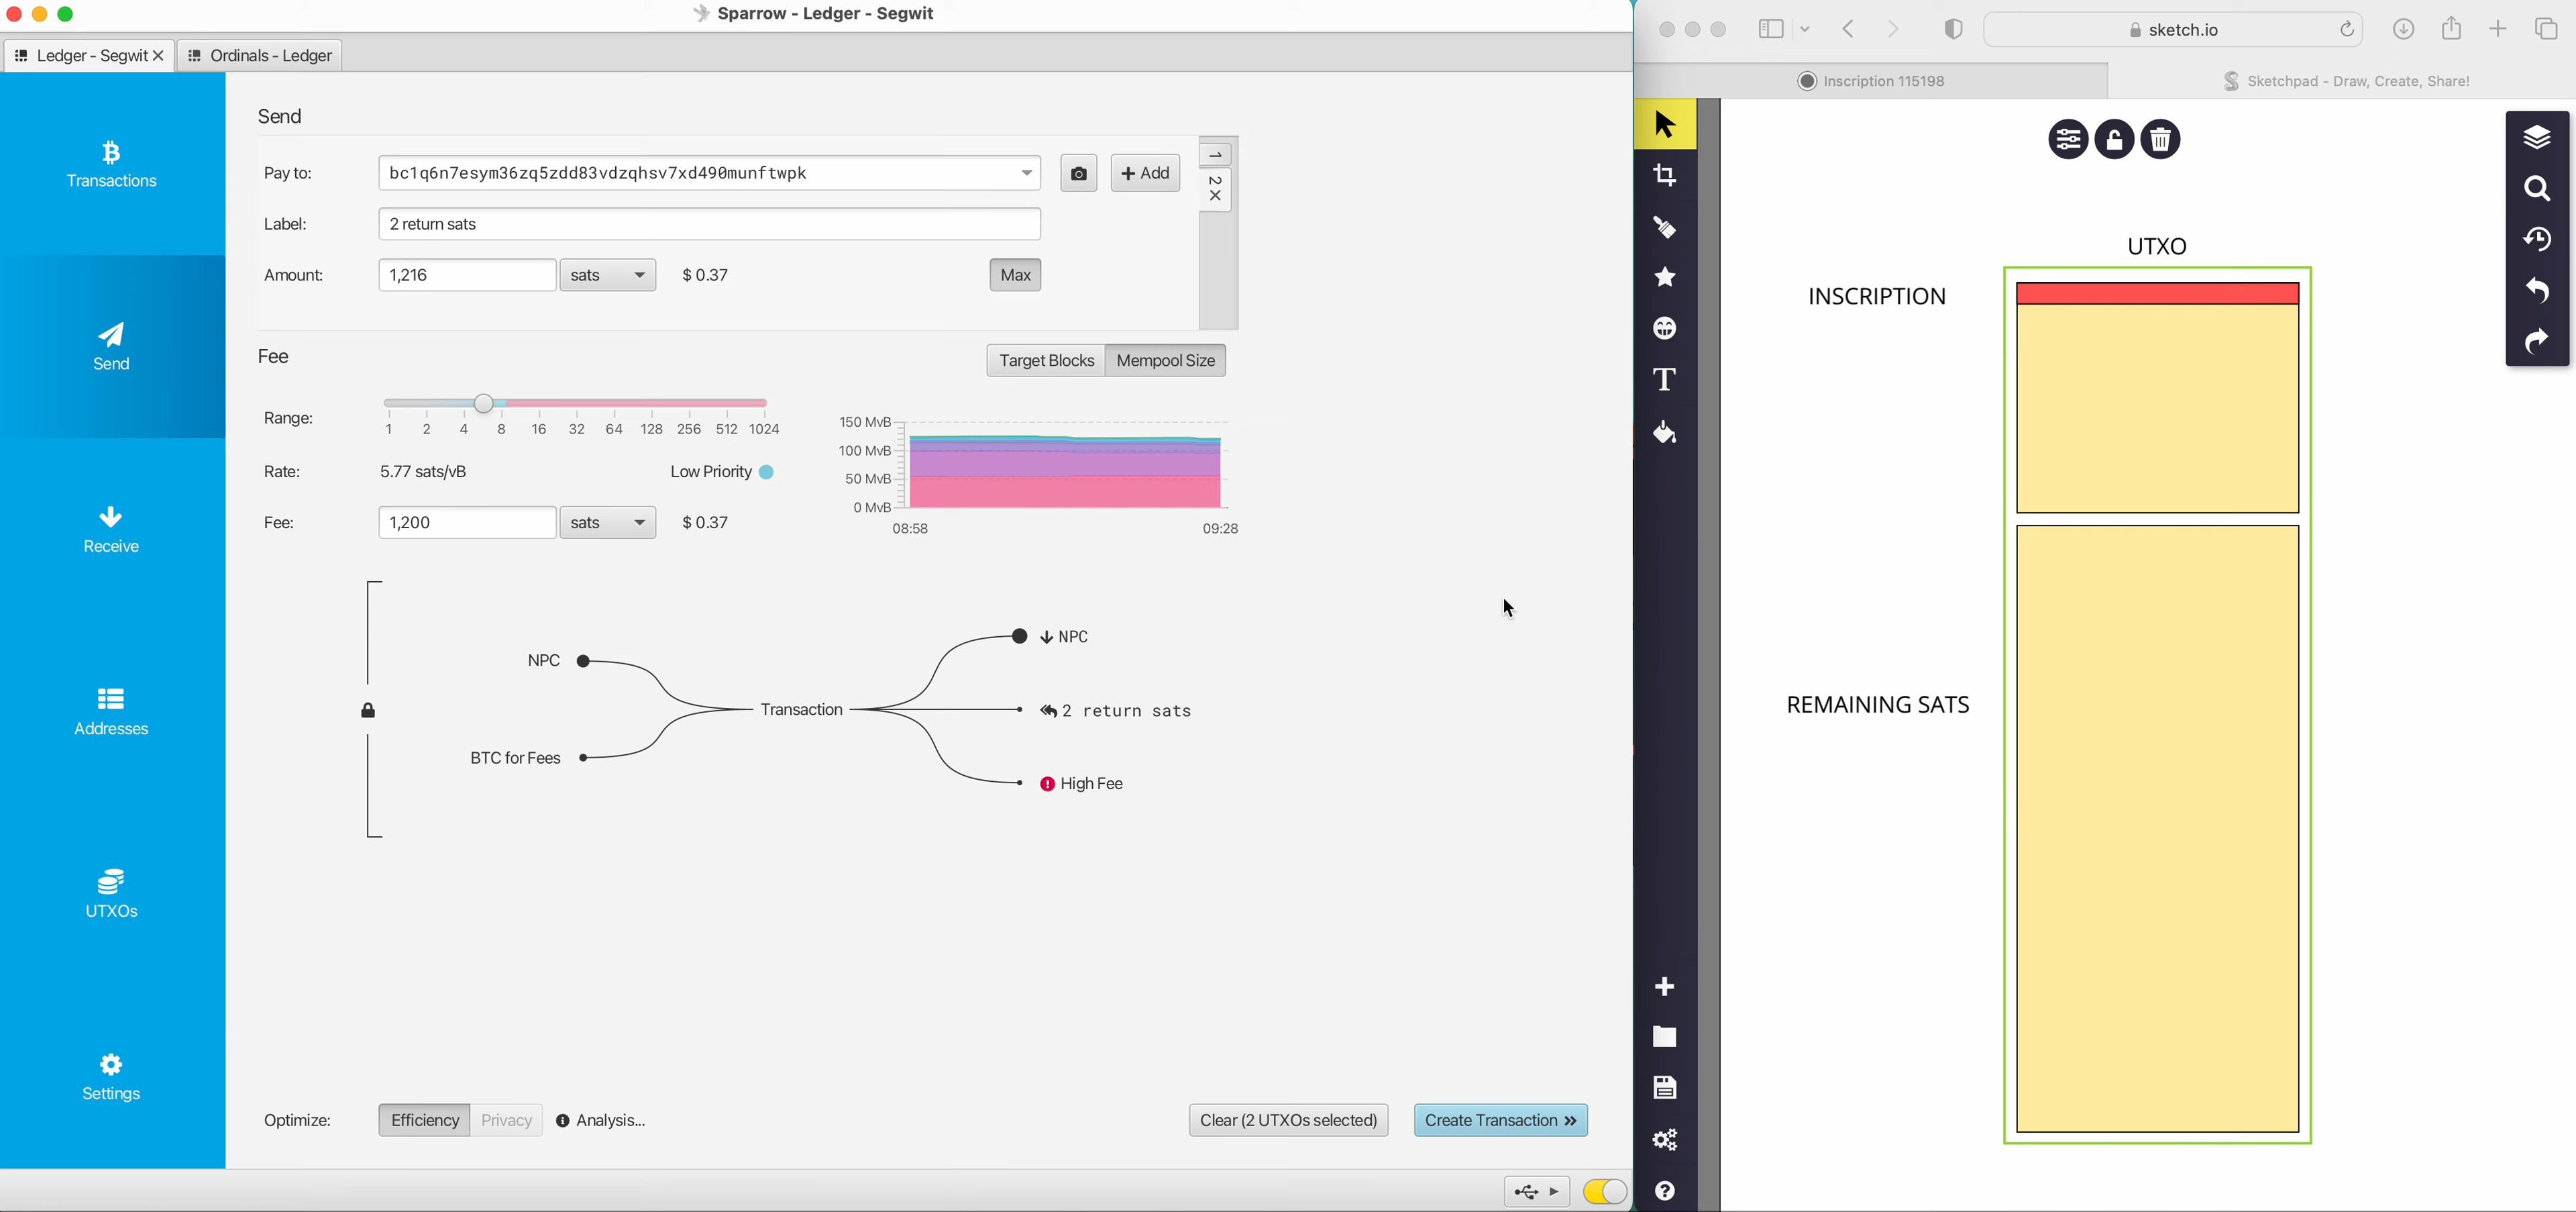 Sparrow - Ledger - Segwit
Ledger - Segwit
Ordinals - Ledger
Transactions
Send
Receive
Addresses
UTXOs
Settings
Send
Pay to:
bc1q6n7esym36zq5zdd83vdzqhsv7xd490munftwpk
Add
1
2
Label:
2 return sats
Amount:
1,216
sats
$ 0.37
Max
Fee
Target Blocks
Mempool Size
Range:
1 2 4 8 16 32 64 128 256 512 1024
Rate:
5.77 sats/vB
Low Priority
Fee:
1,200
sats
$ 0.37
150 MvB
100 MvB
50 MvB
0 MvB
08:58
09:28
NPC
BTC for Fees
Transaction
NPC
2 return sats
High Fee
Optimize:
Efficiency
Privacy
Analysis...
Clear (2 UTXOs selected)
Create Transaction »
sketch.io
Inscription 115198
Sketchpad - Draw, Create, Share!
UTXO
INSCRIPTION
REMAINING SATS